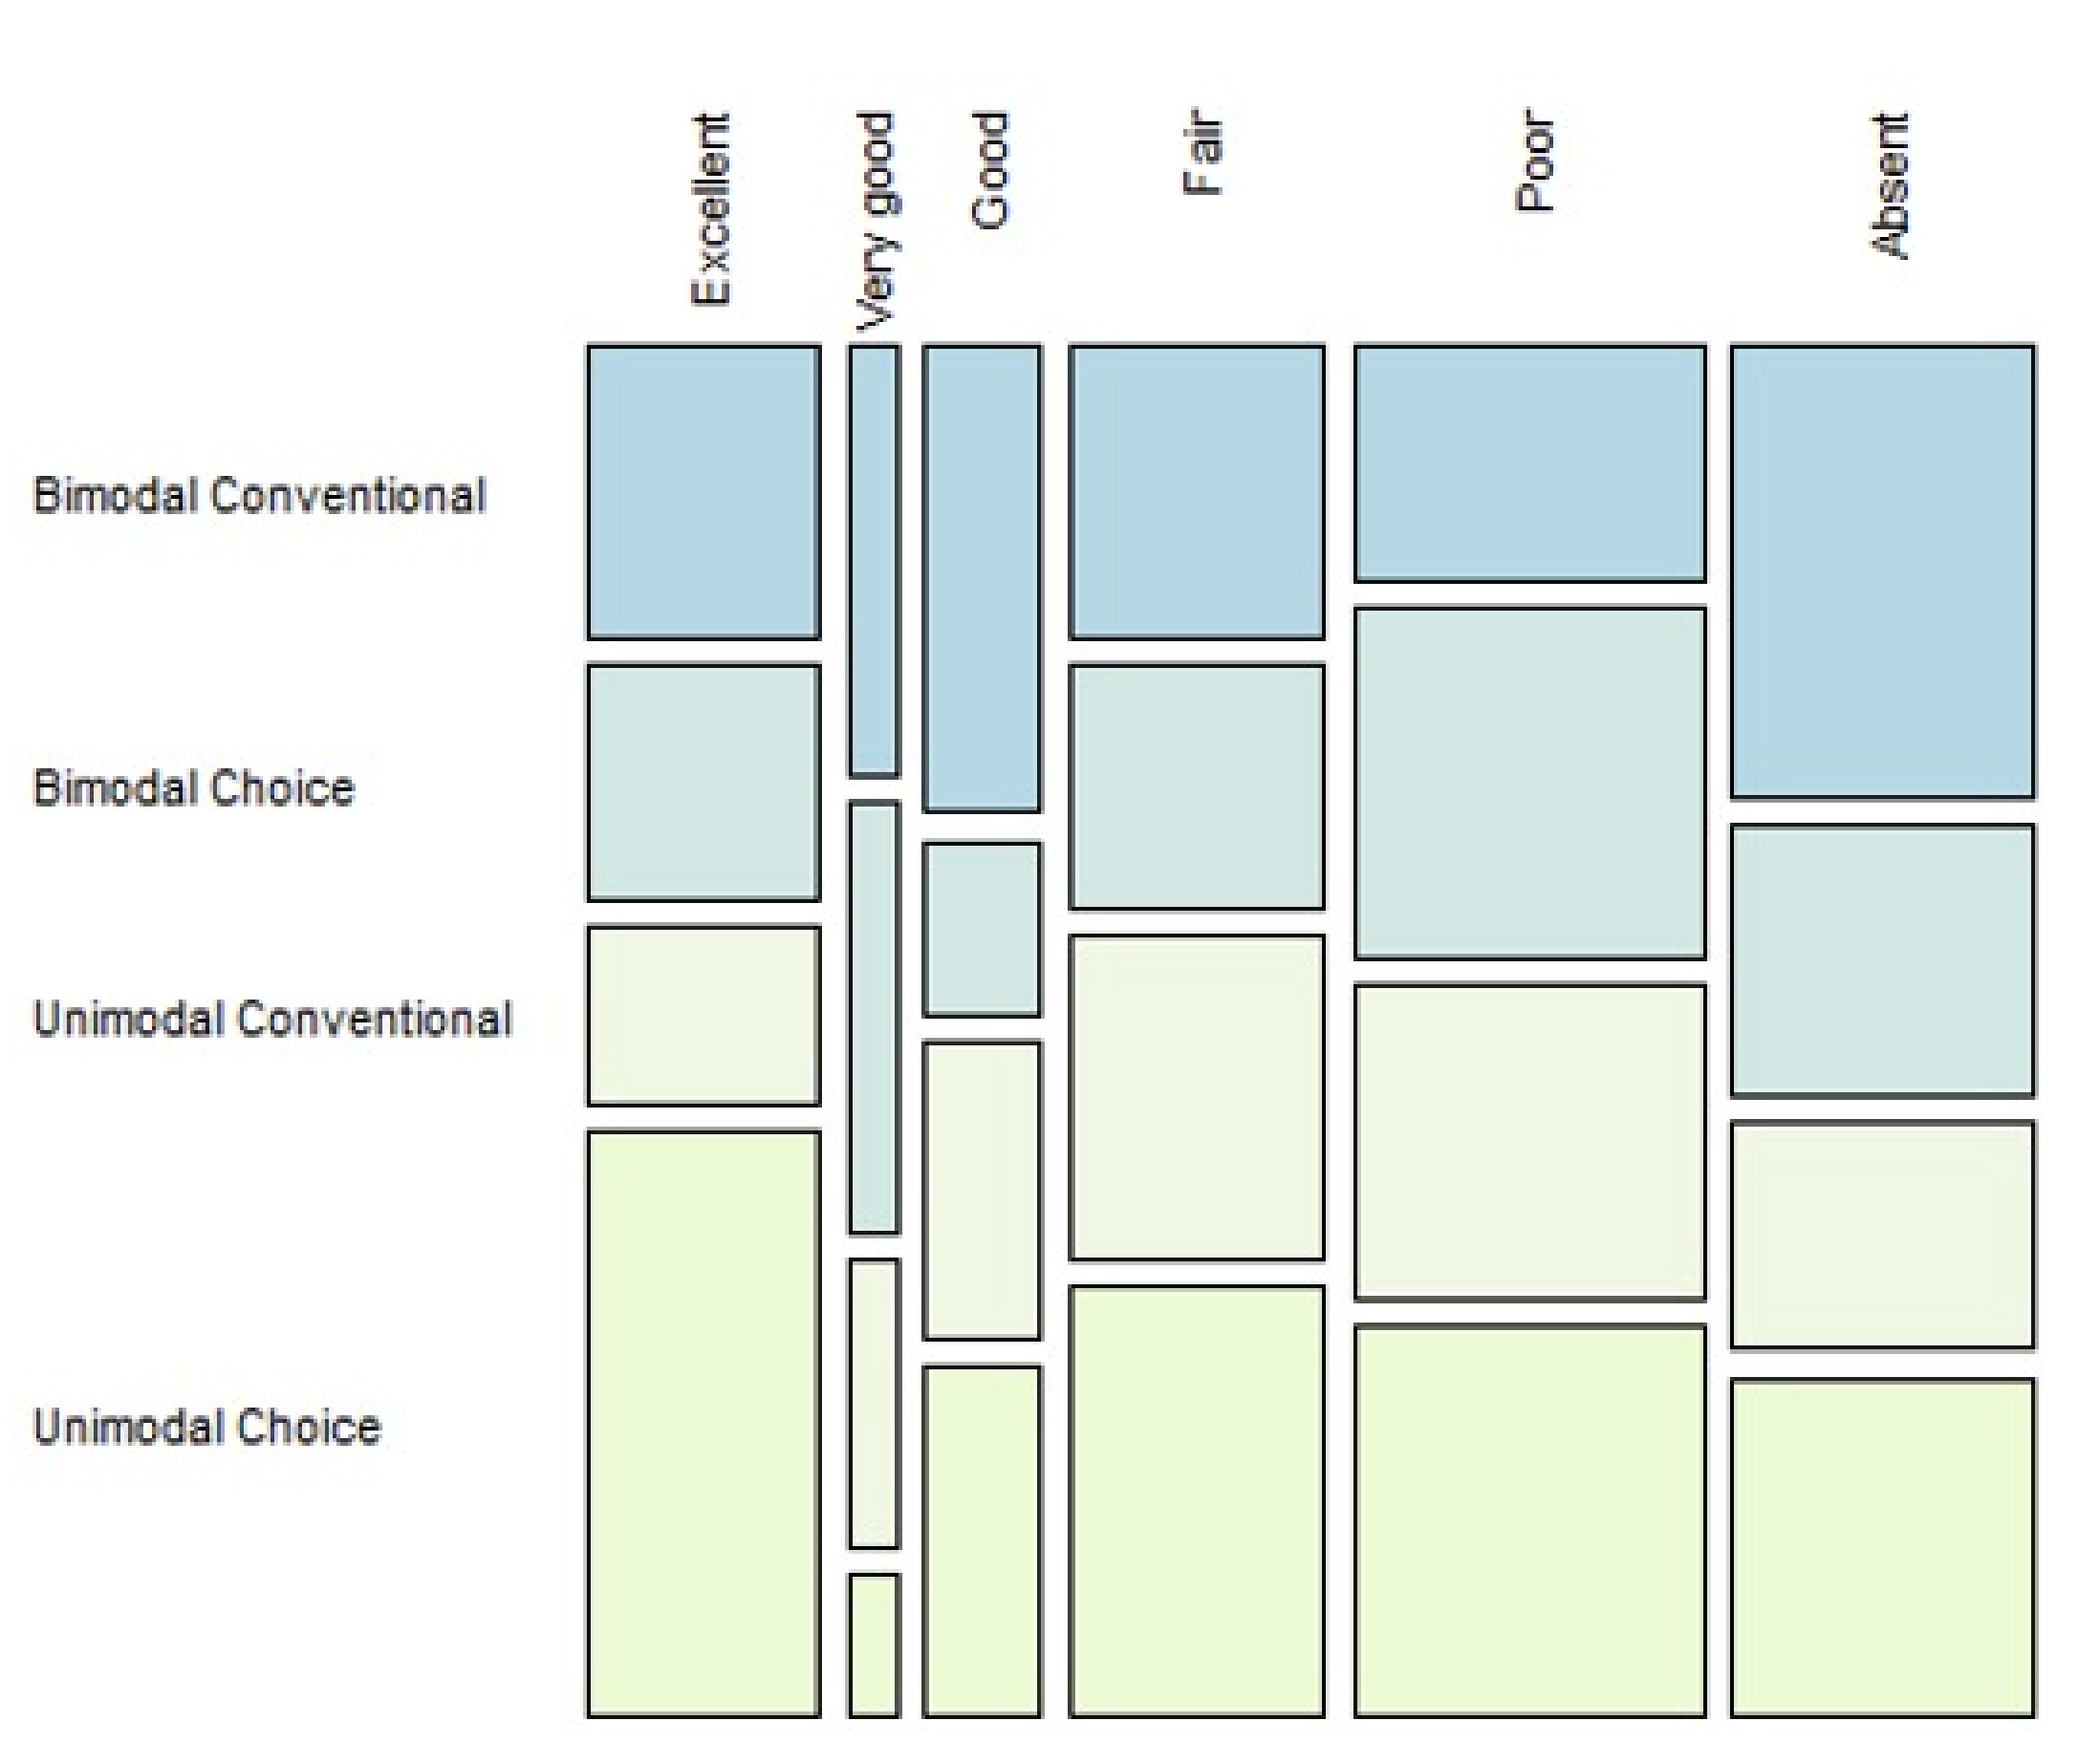 Excellent
Very good
Good
Fair
Poor
Absent
Bimodal Conventional
Bimodal Choice
Unimodal Conventional
Unimodal Choice